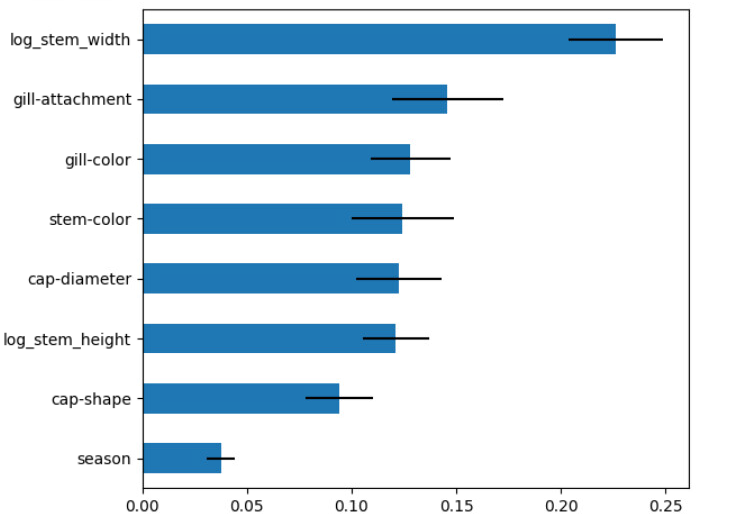 log_stem_width
gill-attachment
gill-color
stem-color
cap-diameter
log_stem_height
cap-shape
season
0.00 0.05 0.10 0.15 0.20 0.25